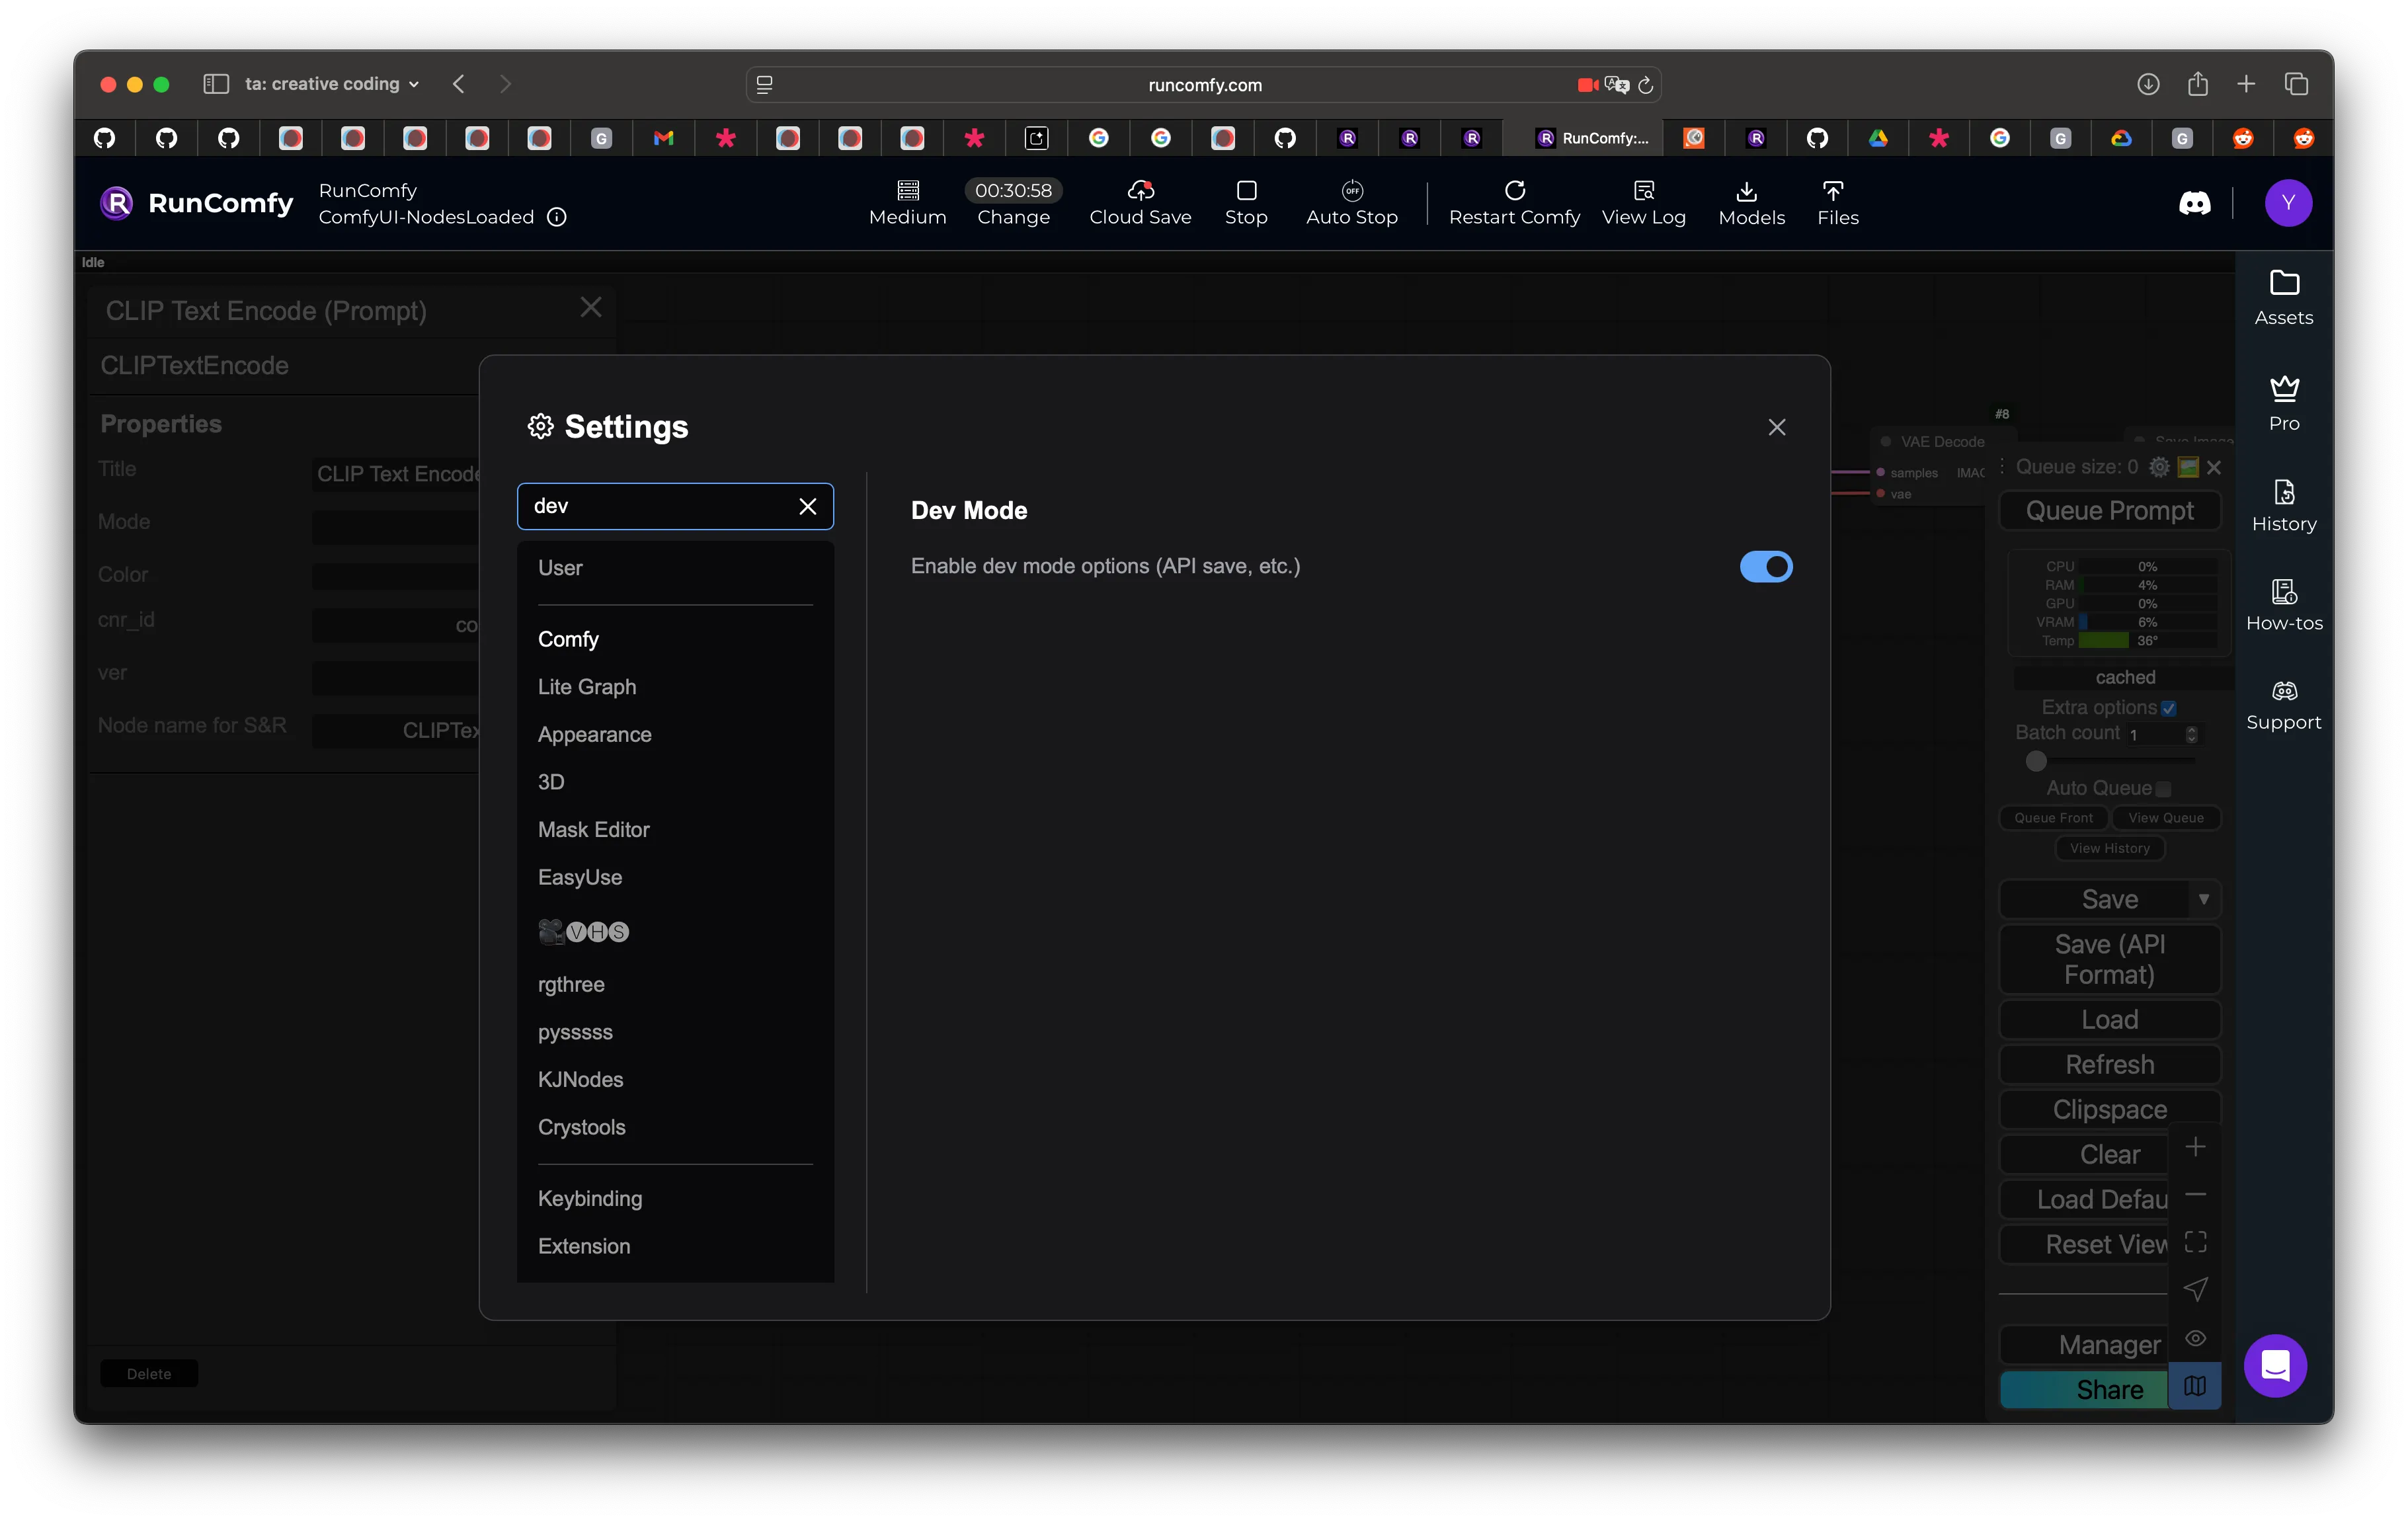 ta: creative coding
runcomfy.com
RunComfy:...
RunComfy
RunComfy
ComfyUI-NodesLoaded
Medium
00:30:58
Change
Cloud Save
Stop
OFF
Auto Stop
Restart Comfy
View Log
Models
Files
Y
Idle
CLIP Text Encode (Prompt)
CLIPTextEncode
Properties
Title
CLIP Text Encode
Mode
Color
cnr_id
co
ver
Node name for S&R
CLIPTex
Delete
Settings
dev
User
Comfy
Lite Graph
Appearance
3D
Mask Editor
EasyUse
🎥🅥🅗🅢
rgthree
pysssss
KJNodes
Crystools
Keybinding
Extension
Dev Mode
Enable dev mode options (API save, etc.)
#8
VAE Decode
Save Image
samples IMAG
vae
Queue size: 0
Queue Prompt
CPU 0%
RAM 4%
GPU 0%
VRAM 6%
Temp 36°
cached
Extra options
Batch count 1
Auto Queue
Queue Front
View Queue
View History
Save
Save (API
Format)
Load
Refresh
Clipspace
Clear
Load Defau
Reset View
Manager
Share
Assets
Pro
History
How-tos
Support